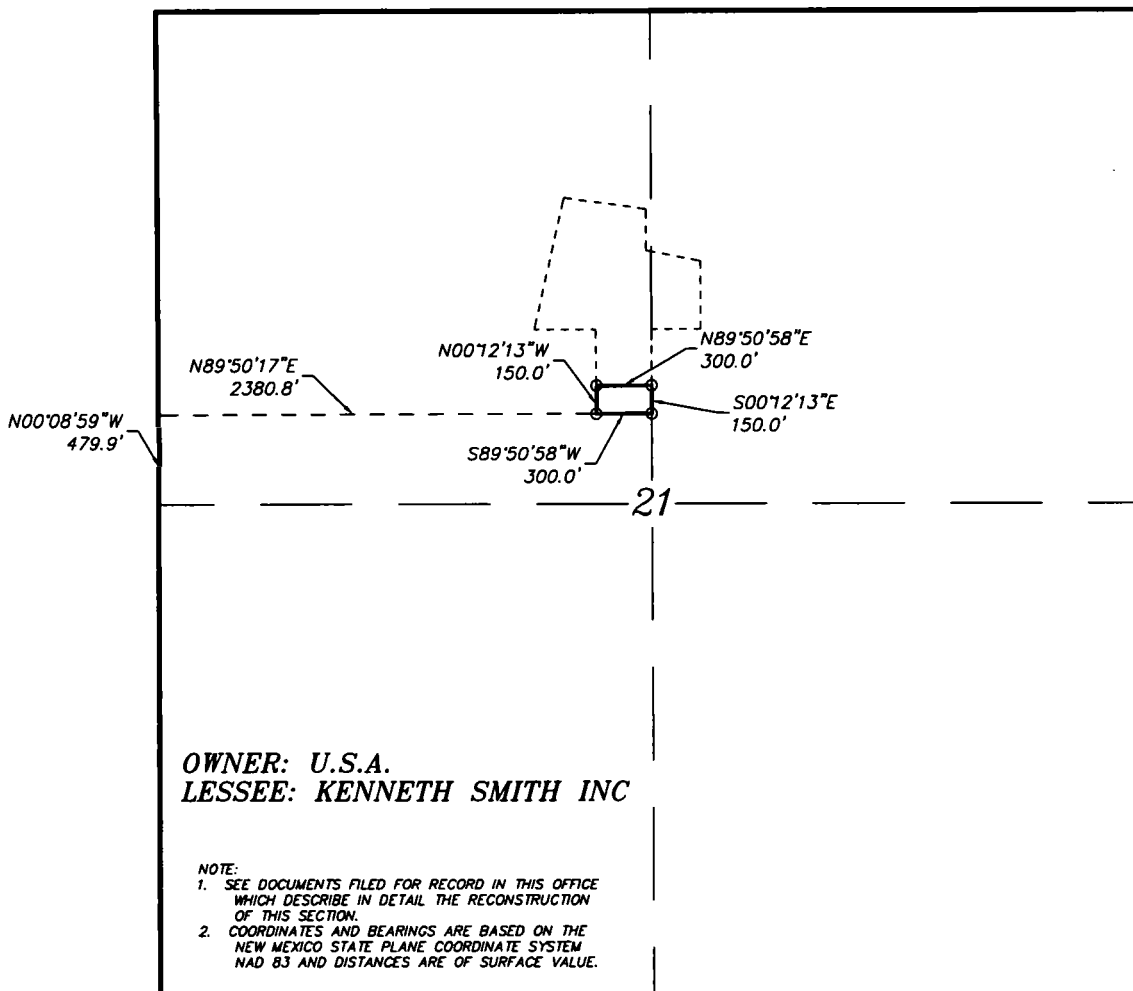 N89°50'58"E
300.0'
N00°12'13"W
150.0'
N89°50'17"E
2380.8'
S00°12'13"E
150.0'
N00°08'59"W
479.9'
S89°50'58"W
300.0'
21
OWNER: U.S.A.
LESSEE: KENNETH SMITH INC
NOTE:
1. SEE DOCUMENTS FILED FOR RECORD IN THIS OFFICE
WHICH DESCRIBE IN DETAIL THE RECONSTRUCTION
OF THIS SECTION.
2. COORDINATES AND BEARINGS ARE BASED ON THE
NEW MEXICO STATE PLANE COORDINATE SYSTEM
NAD 83 AND DISTANCES ARE OF SURFACE VALUE.